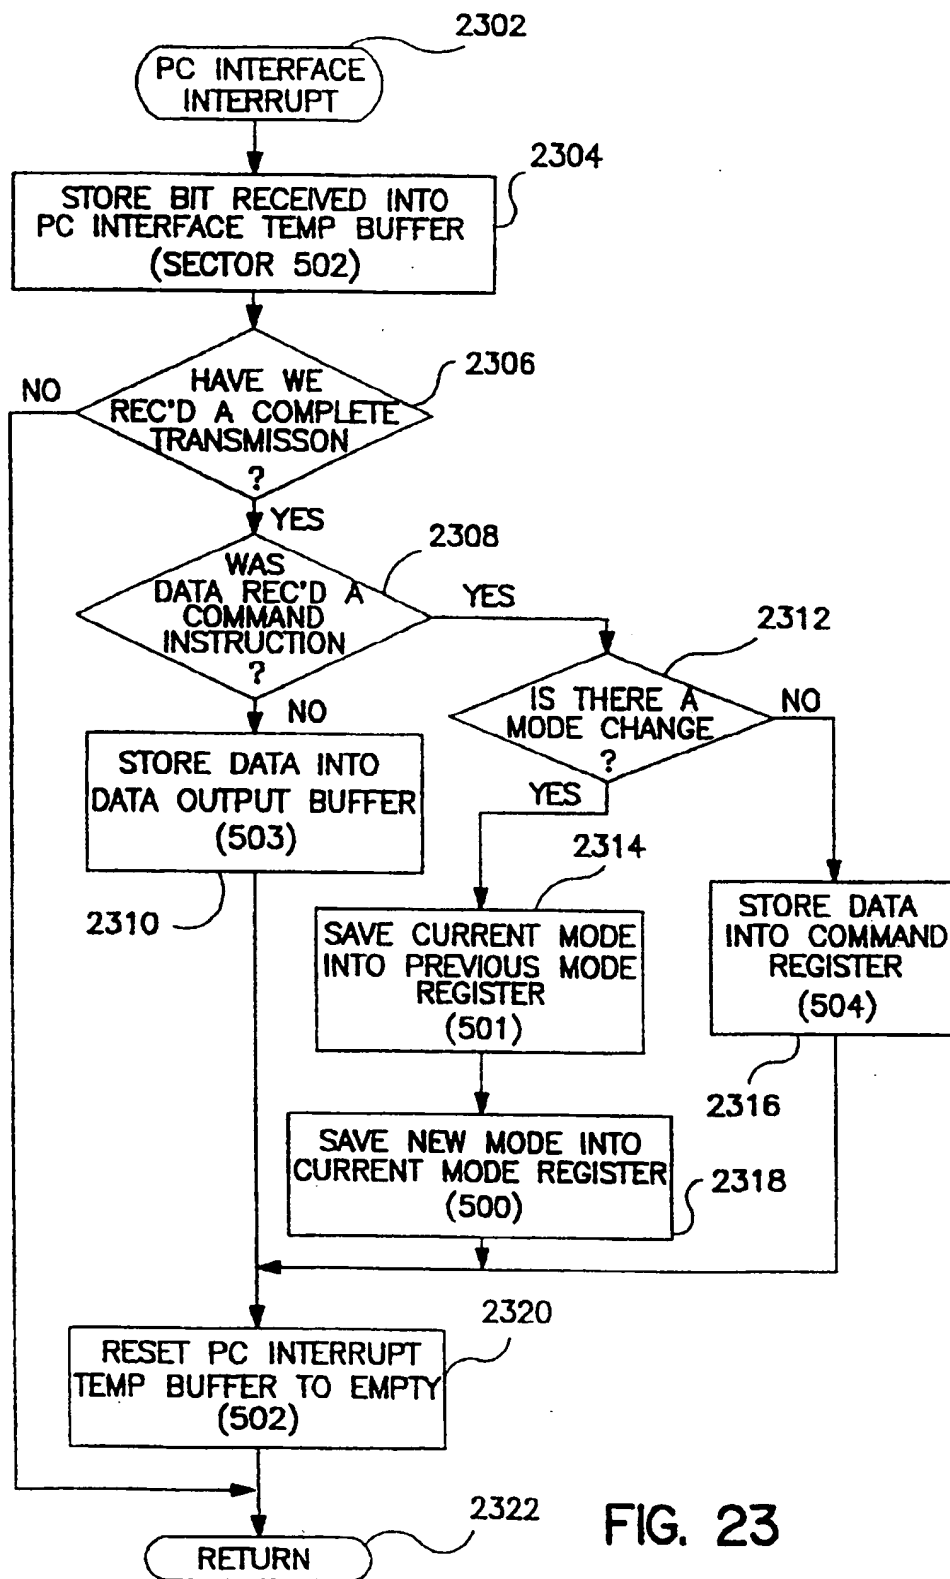 2302
PC INTERFACE
INTERRUPT
2304
STORE BIT RECEIVED INTO
PC INTERFACE TEMP BUFFER
(SECTOR 502)
2306
NO
HAVE WE
REC'D A COMPLETE
TRANSMISSON
?
YES
2308
WAS
DATA REC'D A
COMMAND
INSTRUCTION
?
YES
2312
NO
IS THERE A
MODE CHANGE
?
NO
YES
STORE DATA INTO
DATA OUTPUT BUFFER
(503)
2310
2314
SAVE CURRENT MODE
INTO PREVIOUS MODE
REGISTER
(501)
STORE DATA
INTO COMMAND
REGISTER
(504)
2316
SAVE NEW MODE INTO
CURRENT MODE REGISTER
(500)
2318
2320
RESET PC INTERRUPT
TEMP BUFFER TO EMPTY
(502)
2322
RETURN
FIG. 23